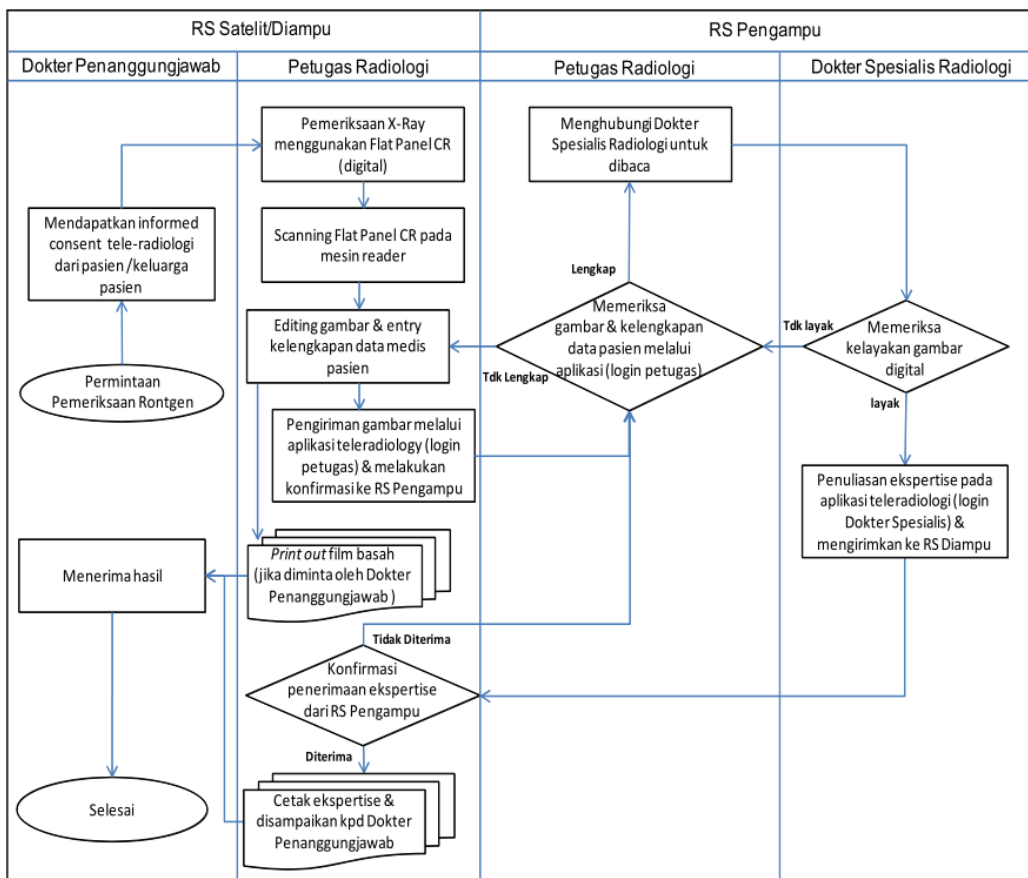 RS Satelit/Diampu
RS Pengampu
Dokter Penanggungjawab
Petugas Radiologi
Petugas Radiologi
Dokter Spesialis Radiologi
Pemeriksaan X-Ray
menggunakan Flat Panel CR
(digital)
Menghubungi Dokter
Spesialis Radiologi untuk
dibaca
Mendapatkan informed
consent tele-radiologi
dari pasien /keluarga
pasien
Scanning Flat Panel CR pada
mesin reader
Lengkap
Editing gambar & entry
kelengkapan data medis
pasien
Memeriksa
gambar & kelengkapan
data pasien melalui
aplikasi (login petugas)
Tdk Lengkap
Tdk layak
Memeriksa
kelayakan gambar
digital
layak
Permintaan
Pemeriksaan Rontgen
Pengiriman gambar melalui
aplikasi teleradiology (login
petugas) & melakukan
konfirmasi ke RS Pengampu
Penuliasan ekspertise pada
aplikasi teleradiologi (login
Dokter Spesialis) &
mengirimkan ke RS Diampu
Print out film basah
(jika diminta oleh Dokter
Penanggungjawab )
Menerima hasil
Tidak Diterima
Konfirmasi
penerimaan ekspertise
dari RS Pengampu
Diterima
Cetak ekspertise &
disampaikan kpd Dokter
Penanggungjawab
Selesai